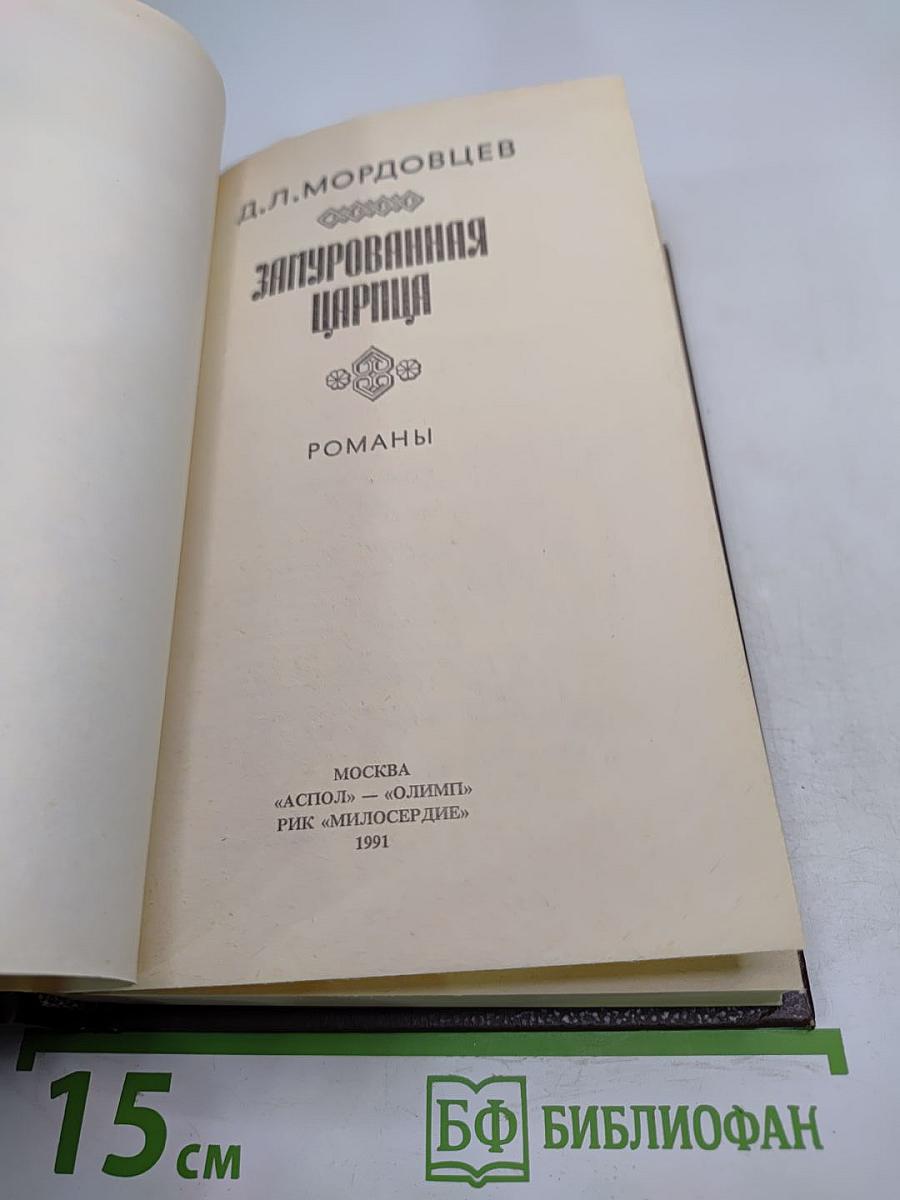 Д.Л.МОРДОВЦЕВ
ЗАМУРОВАННАЯ
ЦАРИЦА
РОМАНЫ
МОСКВА
«АСПОЛ» — «ОЛИМП»
РИК «МИЛОСЕРДИЕ»
1991
15 см
БФ БИБЛИОФАН